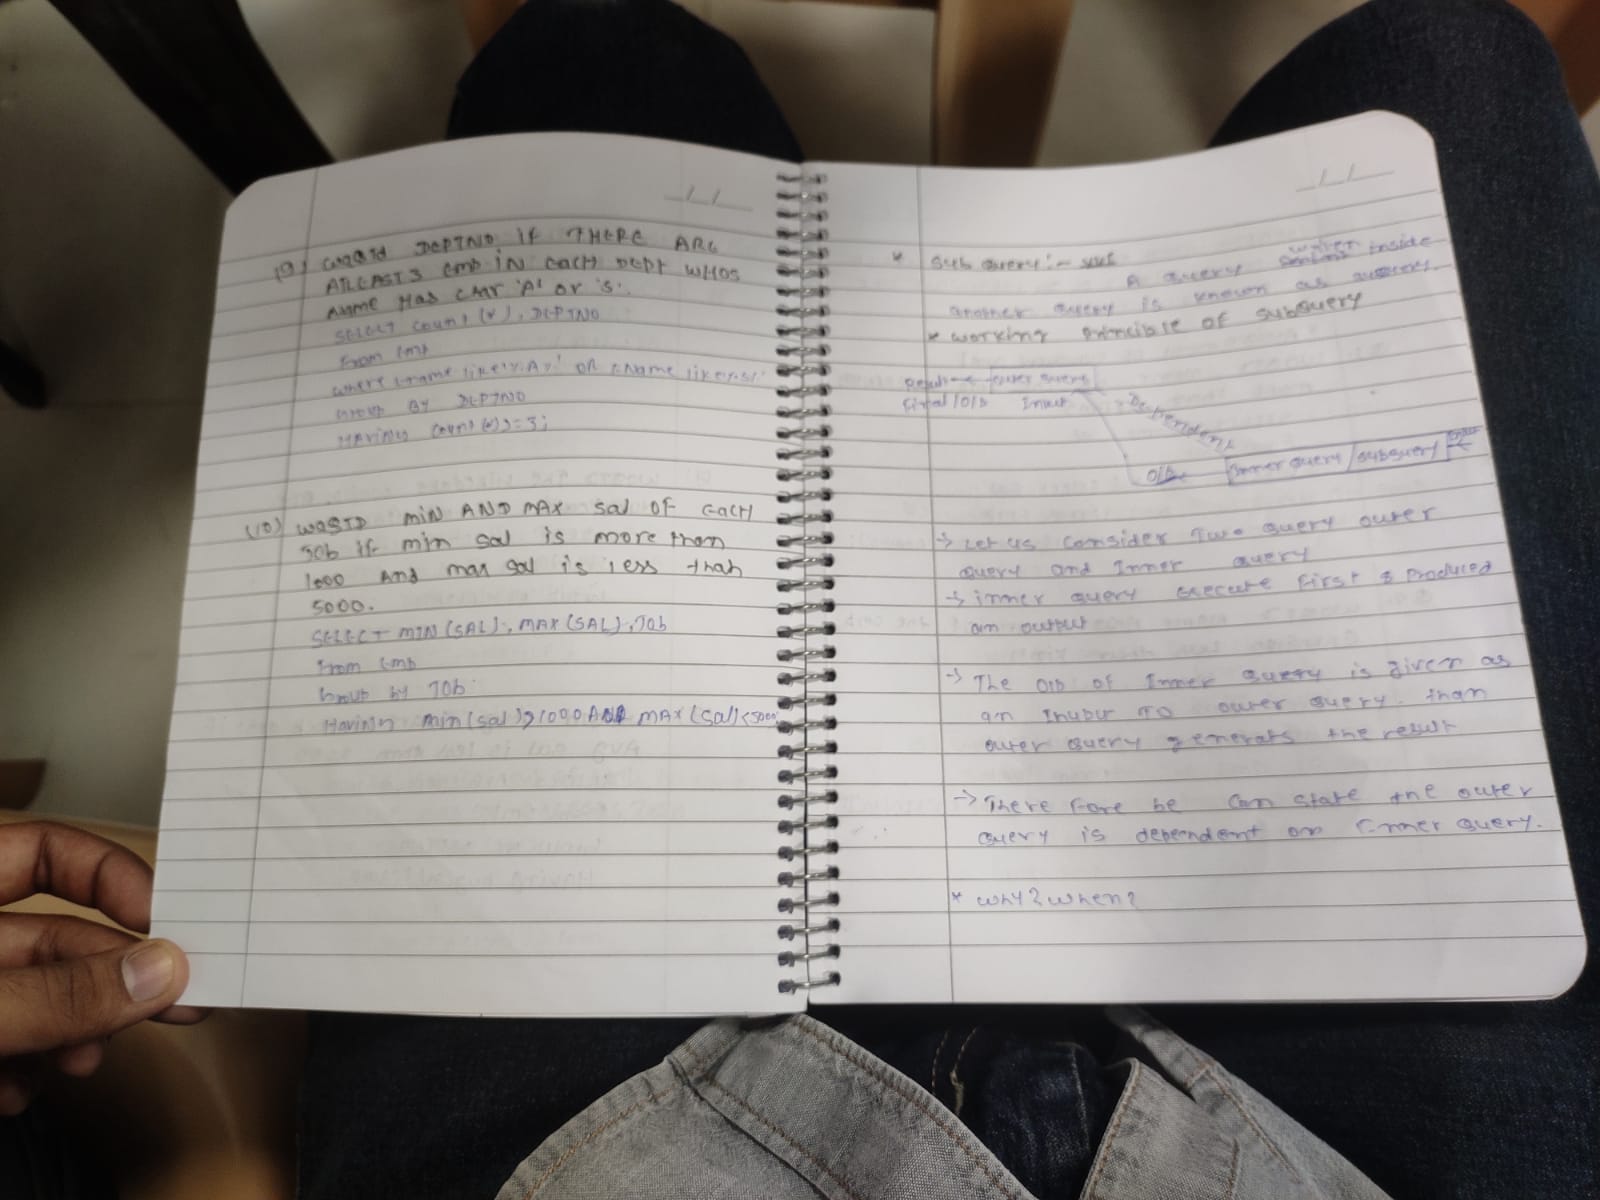 (9) WAQTD DEPTNO IF THERE ARE
ATLEAST 3 emp IN EACH DEPT WHOS
Name Has char 'A' or 's'.
SELECT count (*), DEPTNO
From Emp
where Ename like OR Ename like
Group BY DEPTNO
Having count(*)>=3;
(10) WAQTD MIN AND MAX Sal OF EACH
Job if min sal is more than
1000 And max sal is less than
5000.
SELECT MIN (SAL), MAX (SAL), Job
From Emp
Group by Job
Having min(sal)>1000 AND MAX(sal)<5000
* Sub query:-
A query written inside
another query is known as
* working principle of subquery
outer query
final/O/P Input
Dependent
O/P Inner query/subquery
→ Let us consider Two query outer
query and Inner query
→ inner query execute first & Produced
an output
→ The O/P of Inner query is given as
an Input TO outer query. than
outer query generats the result
→ There fore be can state the outer
query is dependent on Inner query.
* why? when?